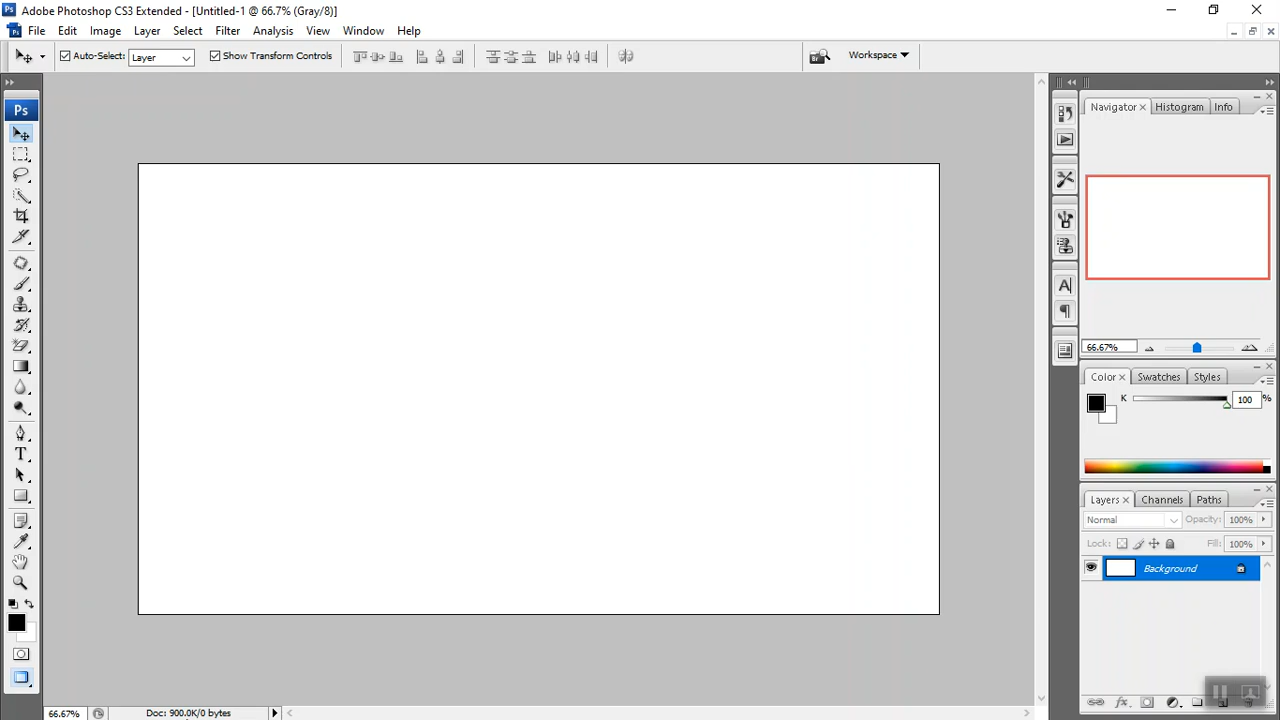 Adobe Photoshop CS3 Extended - [Untitled-1 @ 66.7% (Gray/8)]
File Edit Image Layer Select Filter Analysis View Window Help
Auto-Select: Layer Show Transform Controls Workspace
Ps
Navigator Histogram Info
66.67%
Color Swatches Styles
K 100 %
Layers Channels Paths
Normal Opacity: 100%
Lock: Fill: 100%
Background
T
A
66.67% Doc: 900.0K/0 bytes